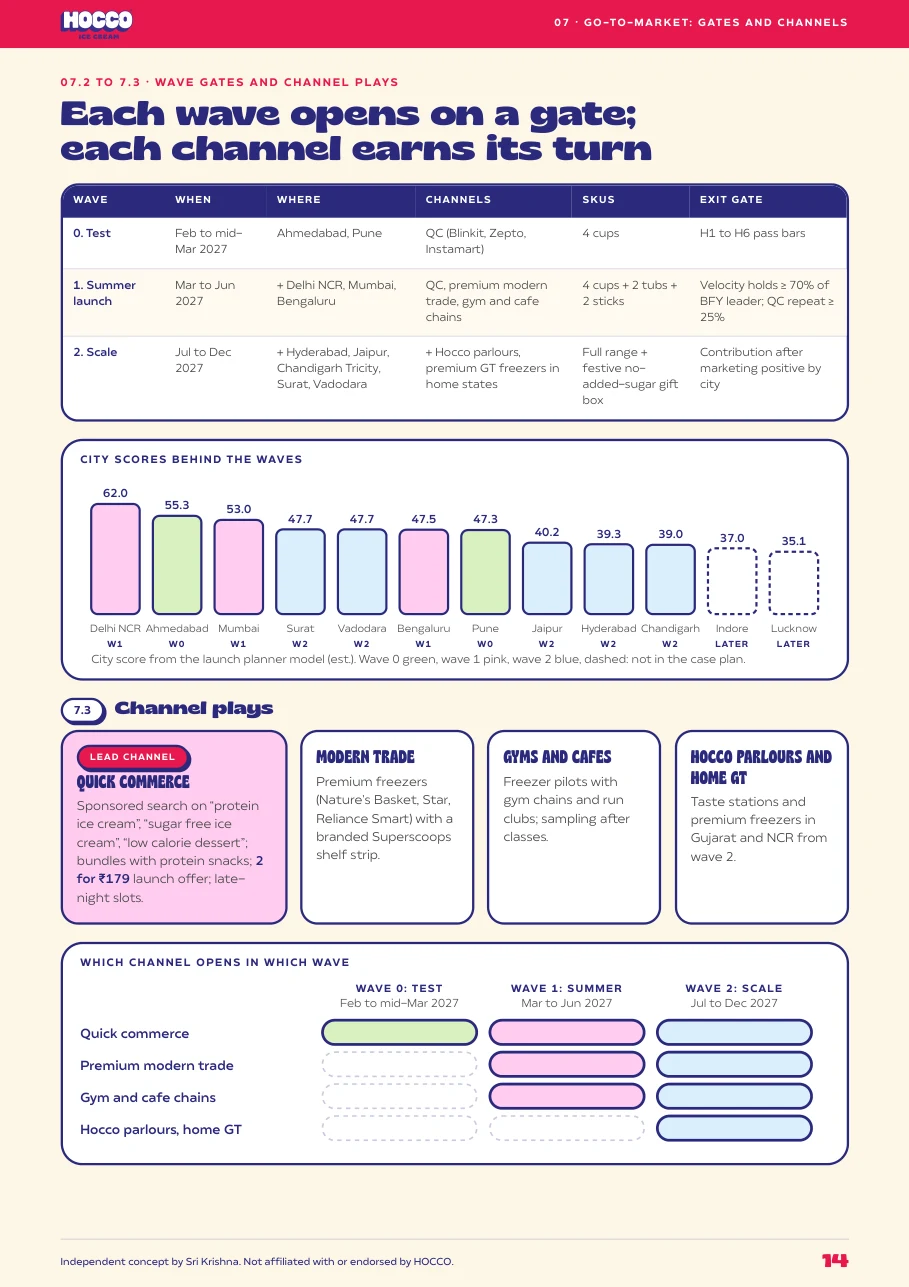 HOCCO
ICE CREAM
07 · GO-TO-MARKET: GATES AND CHANNELS
07.2 TO 7.3 · WAVE GATES AND CHANNEL PLAYS
Each wave opens on a gate;
each channel earns its turn
WAVE WHEN WHERE CHANNELS SKUS EXIT GATE
0. Test Feb to mid- Ahmedabad, Pune QC (Blinkit, Zepto, 4 cups H1 to H6 pass bars
Mar 2027 Instamart)
1. Summer Mar to Jun + Delhi NCR, Mumbai, QC, premium modern 4 cups + 2 tubs + Velocity holds ≥ 70% of
launch 2027 Bengaluru trade, gym and cafe 2 sticks BFY leader; QC repeat ≥
chains 25%
2. Scale Jul to Dec + Hyderabad, Jaipur, + Hocco parlours, Full range + Contribution after
2027 Chandigarh Tricity, premium GT freezers in festive no- marketing positive by
Surat, Vadodara home states added-sugar gift city
box
CITY SCORES BEHIND THE WAVES
62.0 55.3 53.0 47.7 47.7 47.5 47.3 40.2 39.3 39.0 37.0 35.1
Delhi NCR Ahmedabad Mumbai Surat Vadodara Bengaluru Pune Jaipur Hyderabad Chandigarh Indore Lucknow
W1 W0 W1 W2 W2 W1 W0 W2 W2 W2 LATER LATER
City score from the launch planner model (est.). Wave 0 green, wave 1 pink, wave 2 blue, dashed: not in the case plan.
7.3 Channel plays
LEAD CHANNEL
QUICK COMMERCE
Sponsored search on “protein
ice cream”, “sugar free ice
cream”, “low calorie dessert”;
bundles with protein snacks; 2
for ₹179 launch offer; late-
night slots.
MODERN TRADE
Premium freezers
(Nature's Basket, Star,
Reliance Smart) with a
branded Superscoops
shelf strip.
GYMS AND CAFES
Freezer pilots with
gym chains and run
clubs; sampling after
classes.
HOCCO PARLOURS AND
HOME GT
Taste stations and
premium freezers in
Gujarat and NCR from
wave 2.
WHICH CHANNEL OPENS IN WHICH WAVE
WAVE 0: TEST WAVE 1: SUMMER WAVE 2: SCALE
Feb to mid-Mar 2027 Mar to Jun 2027 Jul to Dec 2027
Quick commerce
Premium modern trade
Gym and cafe chains
Hocco parlours, home GT
Independent concept by Sri Krishna. Not affiliated with or endorsed by HOCCO.
14